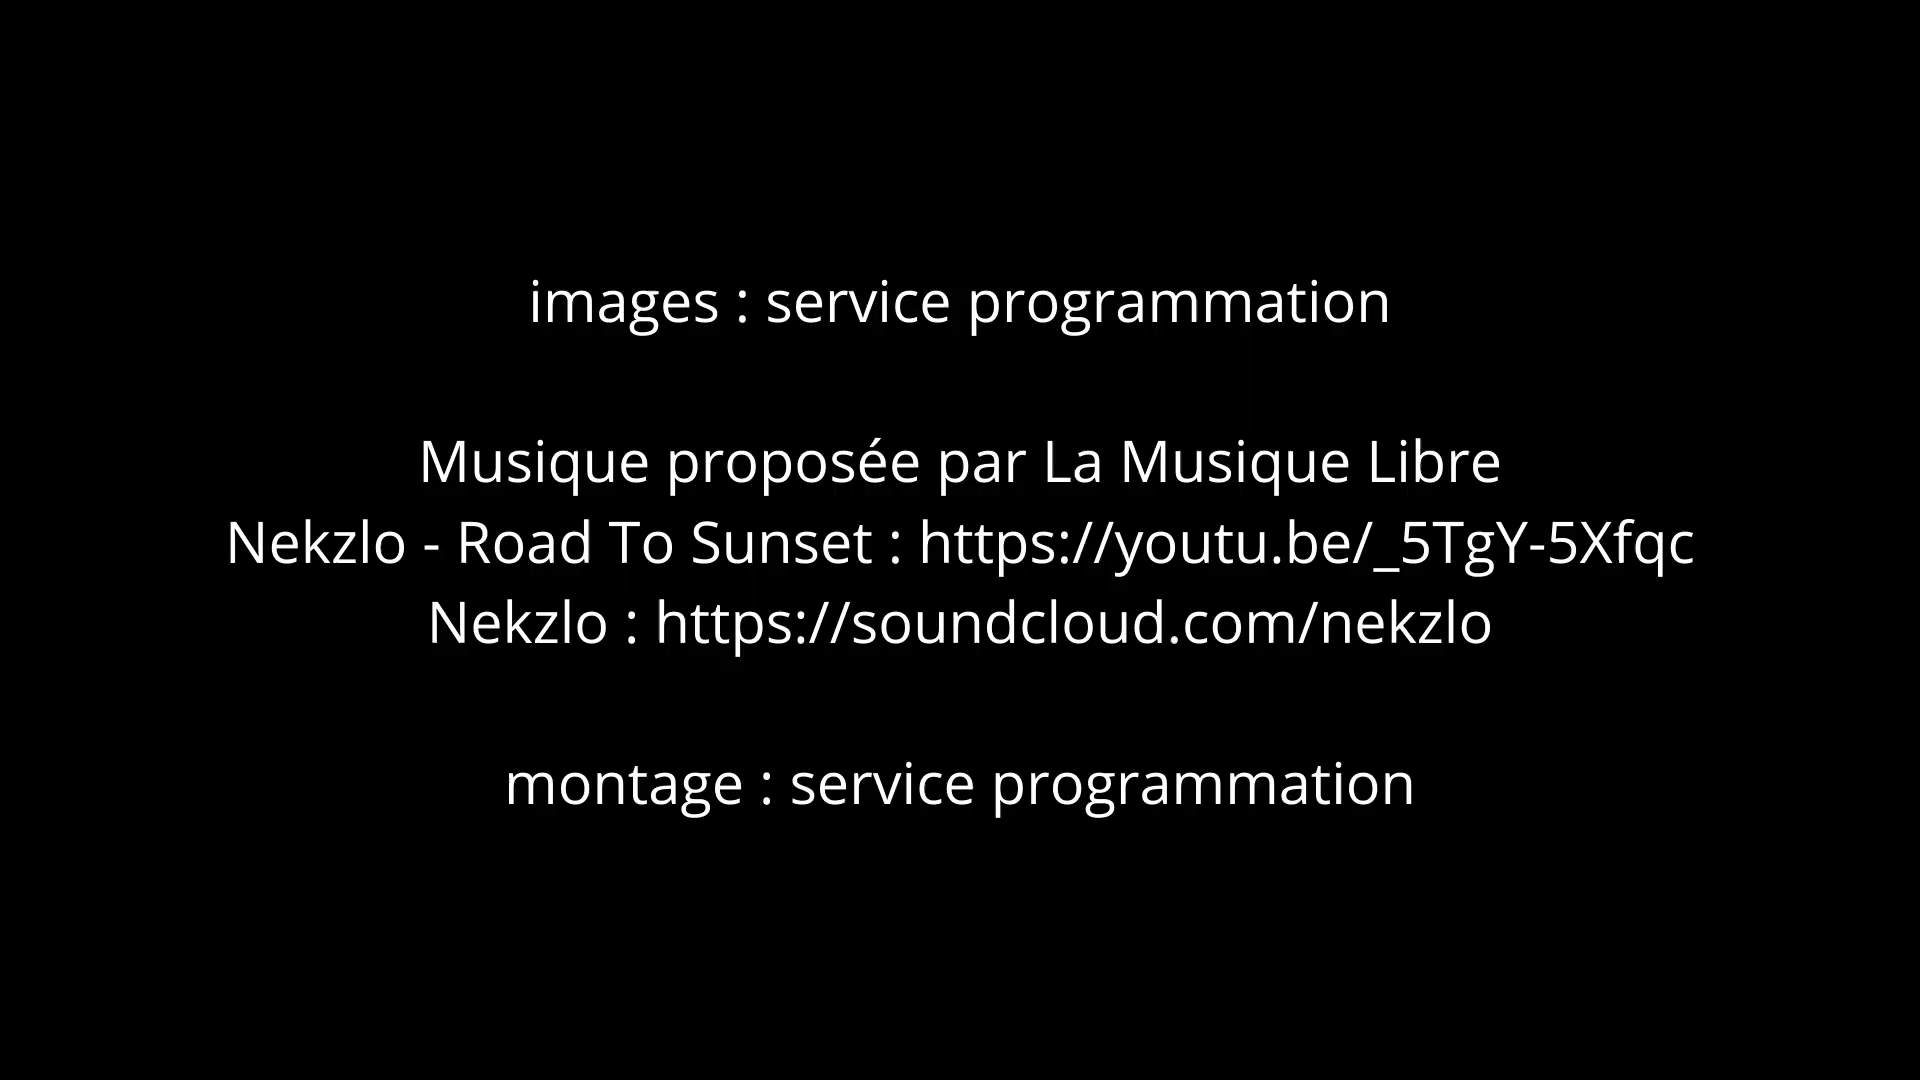 images : service programmation
Musique proposée par La Musique Libre
Nekzlo - Road To Sunset : https://youtu.be/_5TgY-5Xfqc
Nekzlo : https://soundcloud.com/nekzlo
montage : service programmation